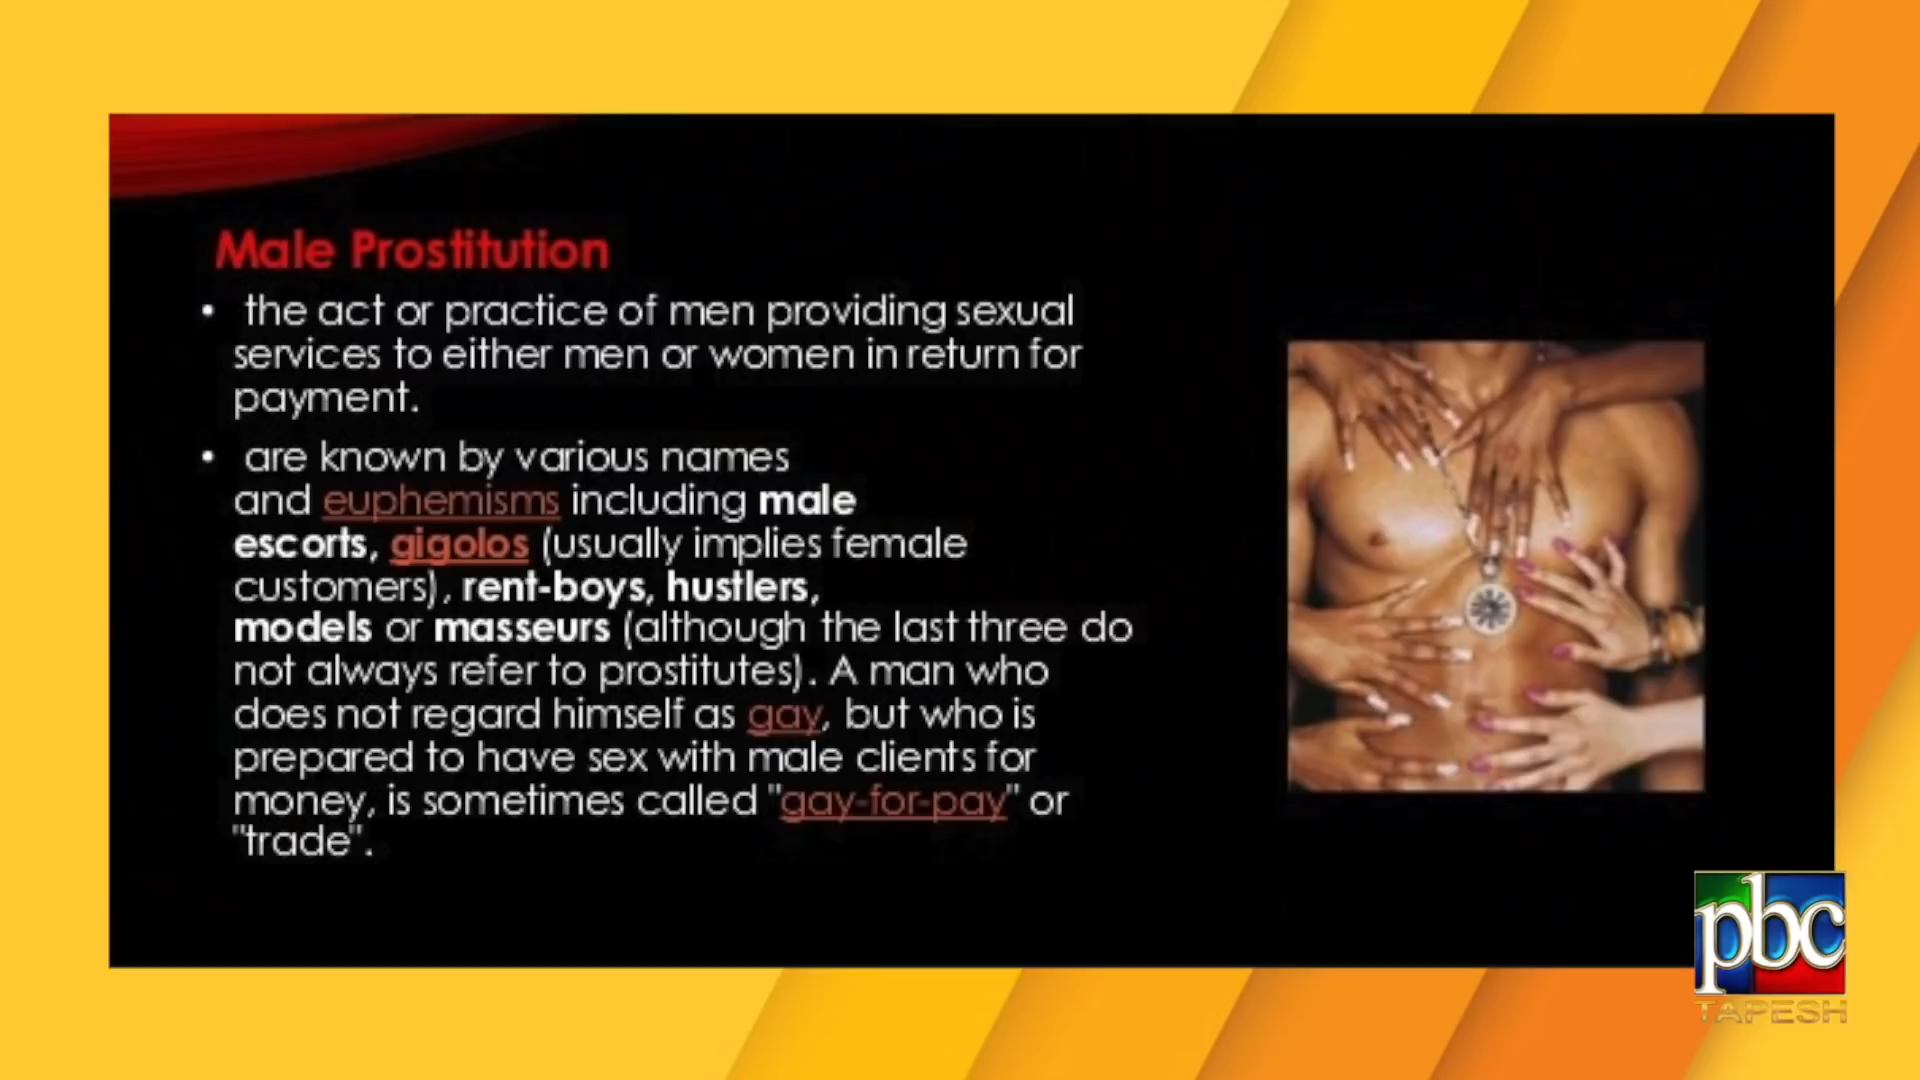 Male Prostitution
• the act or practice of men providing sexual
services to either men or women in return for
payment.
• are known by various names
and euphemisms including male
escorts, gigolos (usually implies female
customers), rent-boys, hustlers,
models or masseurs (although the last three do
not always refer to prostitutes). A man who
does not regard himself as gay, but who is
prepared to have sex with male clients for
money, is sometimes called "gay-for-pay" or
"trade".
pbc
TAPESH